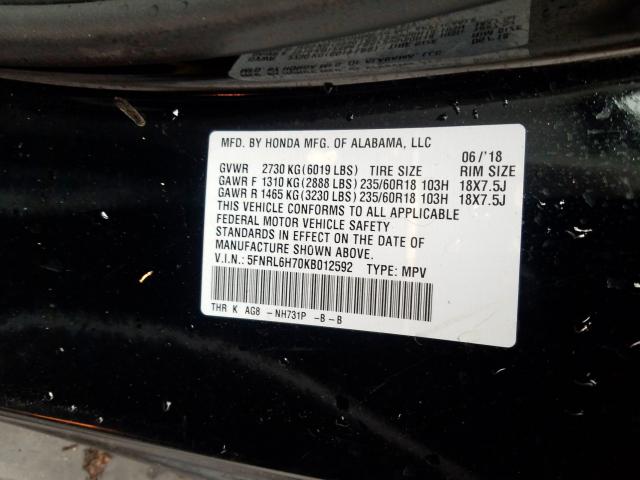 MFD. BY HONDA MFG. OF ALABAMA, LLC 06/'18
GVWR 2730 KG(6019 LBS) TIRE SIZE RIM SIZE
GAWR F 1310 KG(2888 LBS)235/60R18 103H 18X7.5J
GAWR R 1465 KG(3230 LBS)235/60R18 103H 18X7.5J
THIS VEHICLE CONFORMS TO ALL APPLICABLE
FEDERAL MOTOR VEHICLE SAFETY
STANDARDS IN EFFECT ON THE DATE OF
MANUFACTURE SHOWN ABOVE.
V.I.N.: 5FNRL6H70KB012592 TYPE: MPV
THR K AG8 -NH731P -B-B